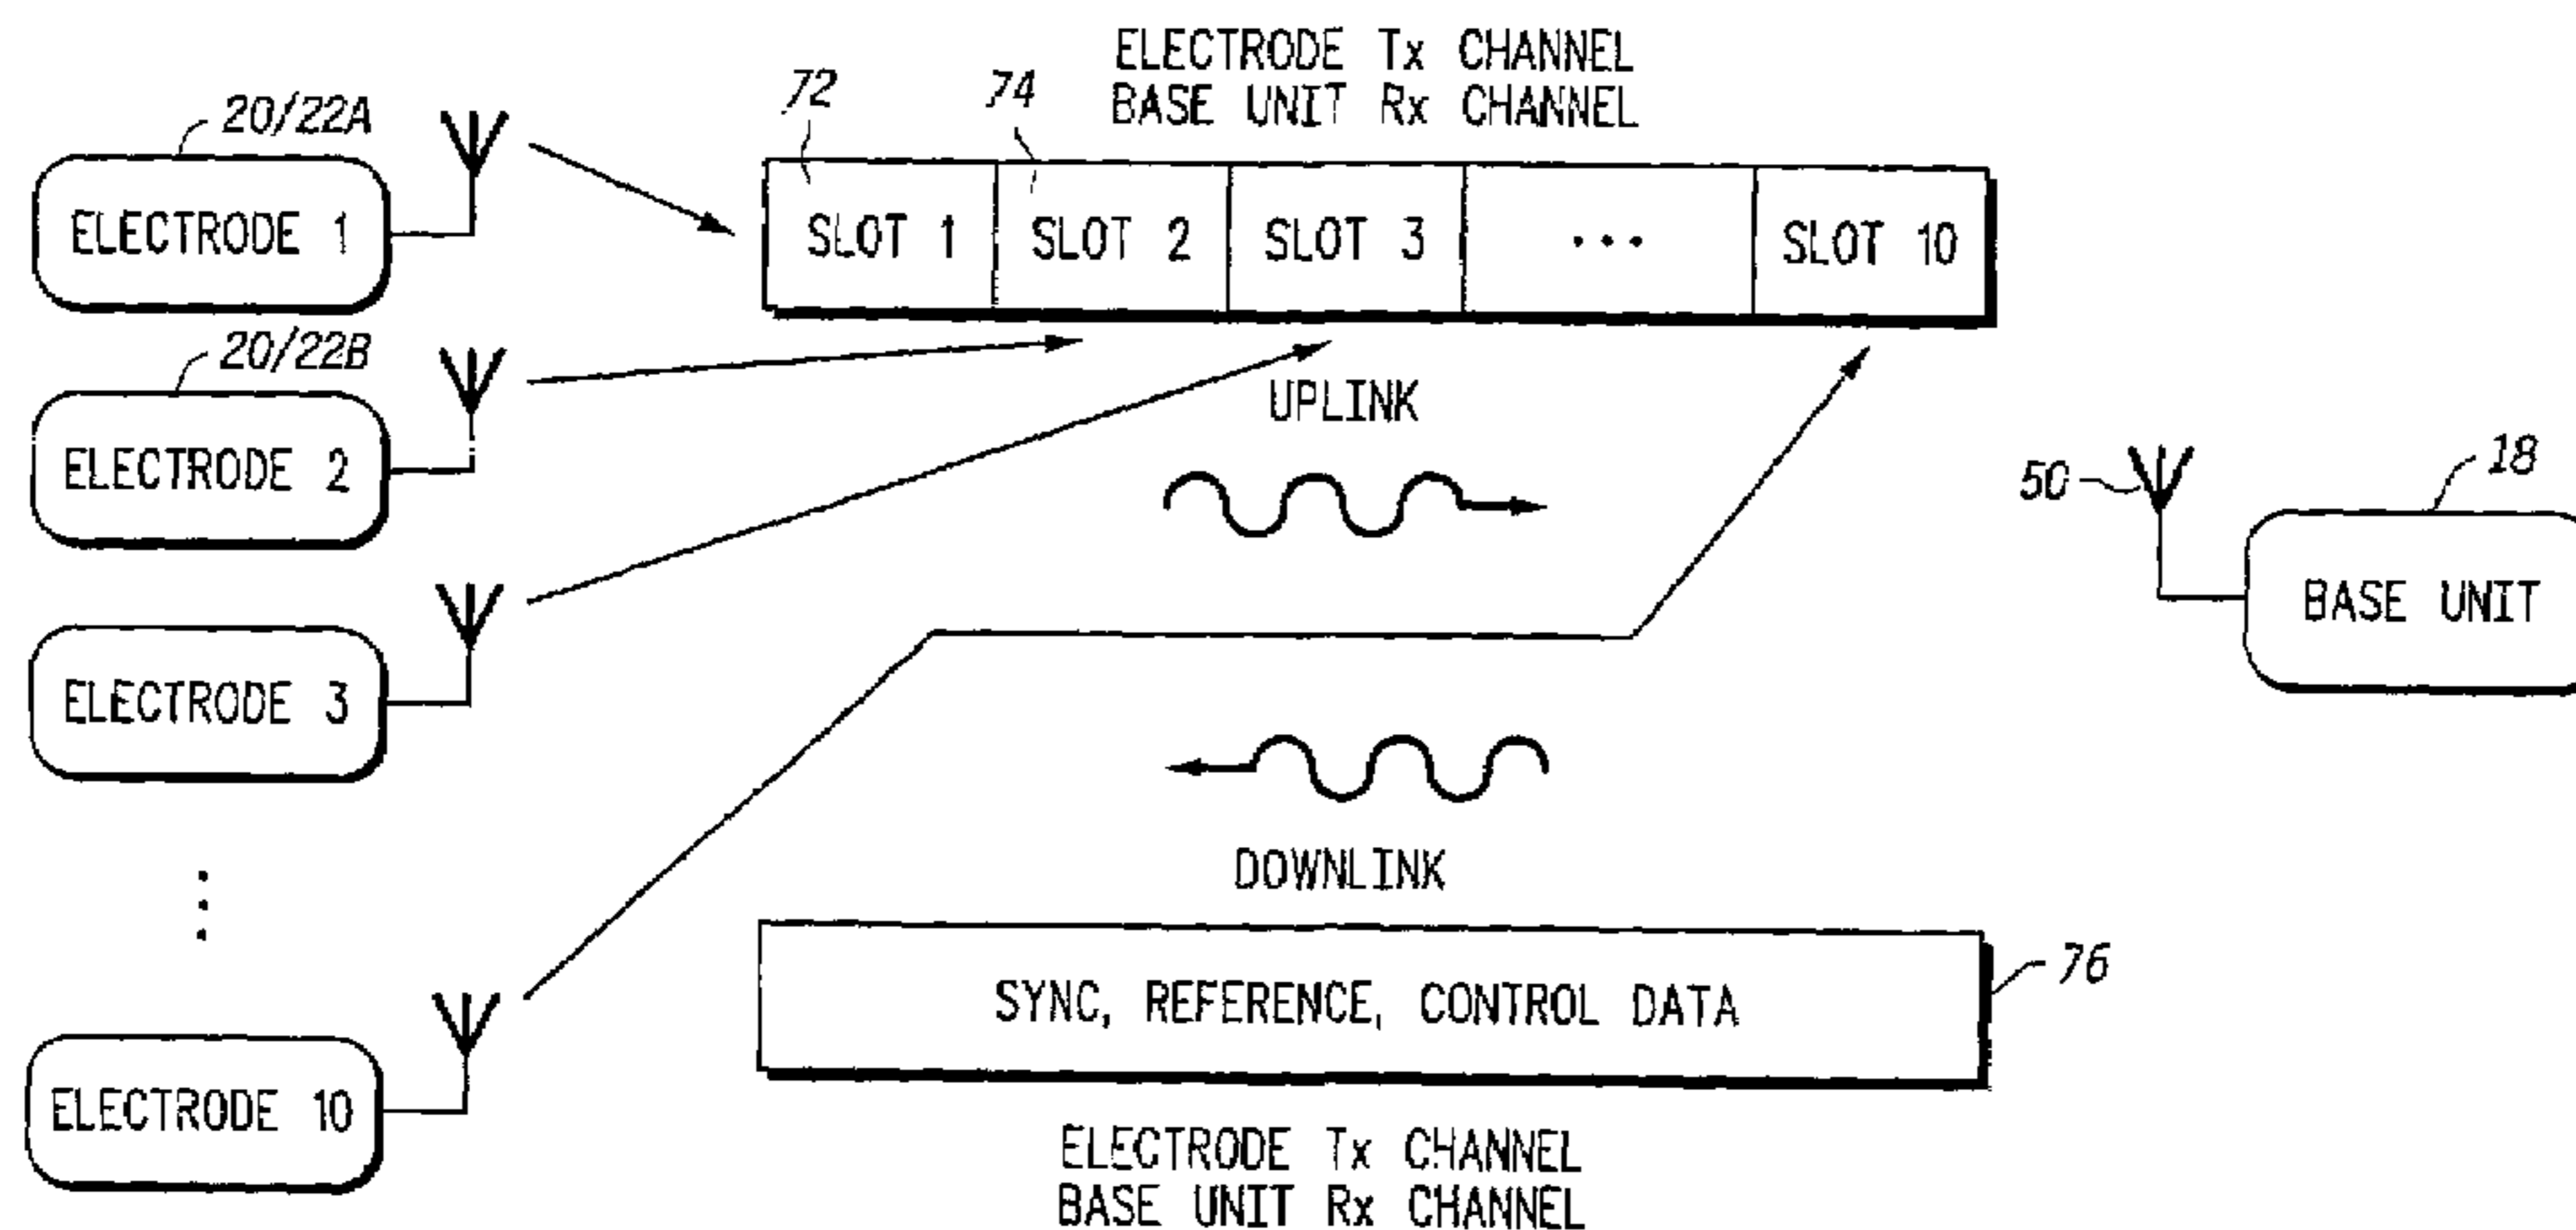 ELECTRODE Tx CHANNEL
BASE UNIT Rx CHANNEL
72
74
20/22A
ELECTRODE 1
SLOT 1
SLOT 2
SLOT 3
...
SLOT 10
20/22B
ELECTRODE 2
UPLINK
50
18
BASE UNIT
ELECTRODE 3
DOWNLINK
76
SYNC, REFERENCE, CONTROL DATA
ELECTRODE 10
ELECTRODE Tx CHANNEL
BASE UNIT Rx CHANNEL